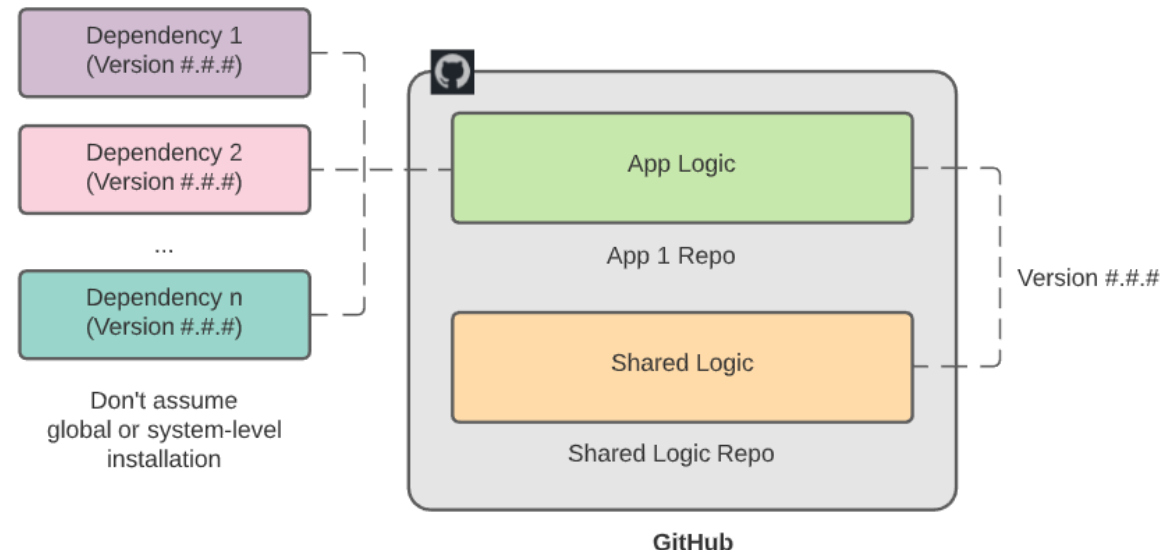 Dependency 1
(Version #.#.#)
Dependency 2
(Version #.#.#)
...
Dependency n
(Version #.#.#)
Don't assume
global or system-level
installation
App Logic
App 1 Repo
Shared Logic
Shared Logic Repo
Version #.#.#
GitHub